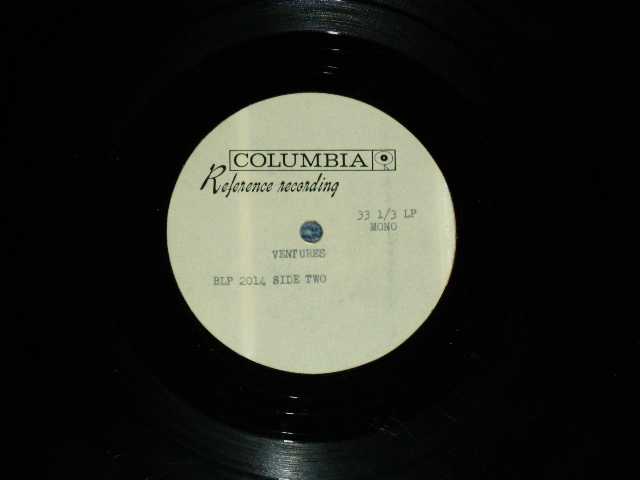 COLUMBIA
Reference recording
33 1/3 LP
MONO
VENTURES
BLP 2014 SIDE TWO